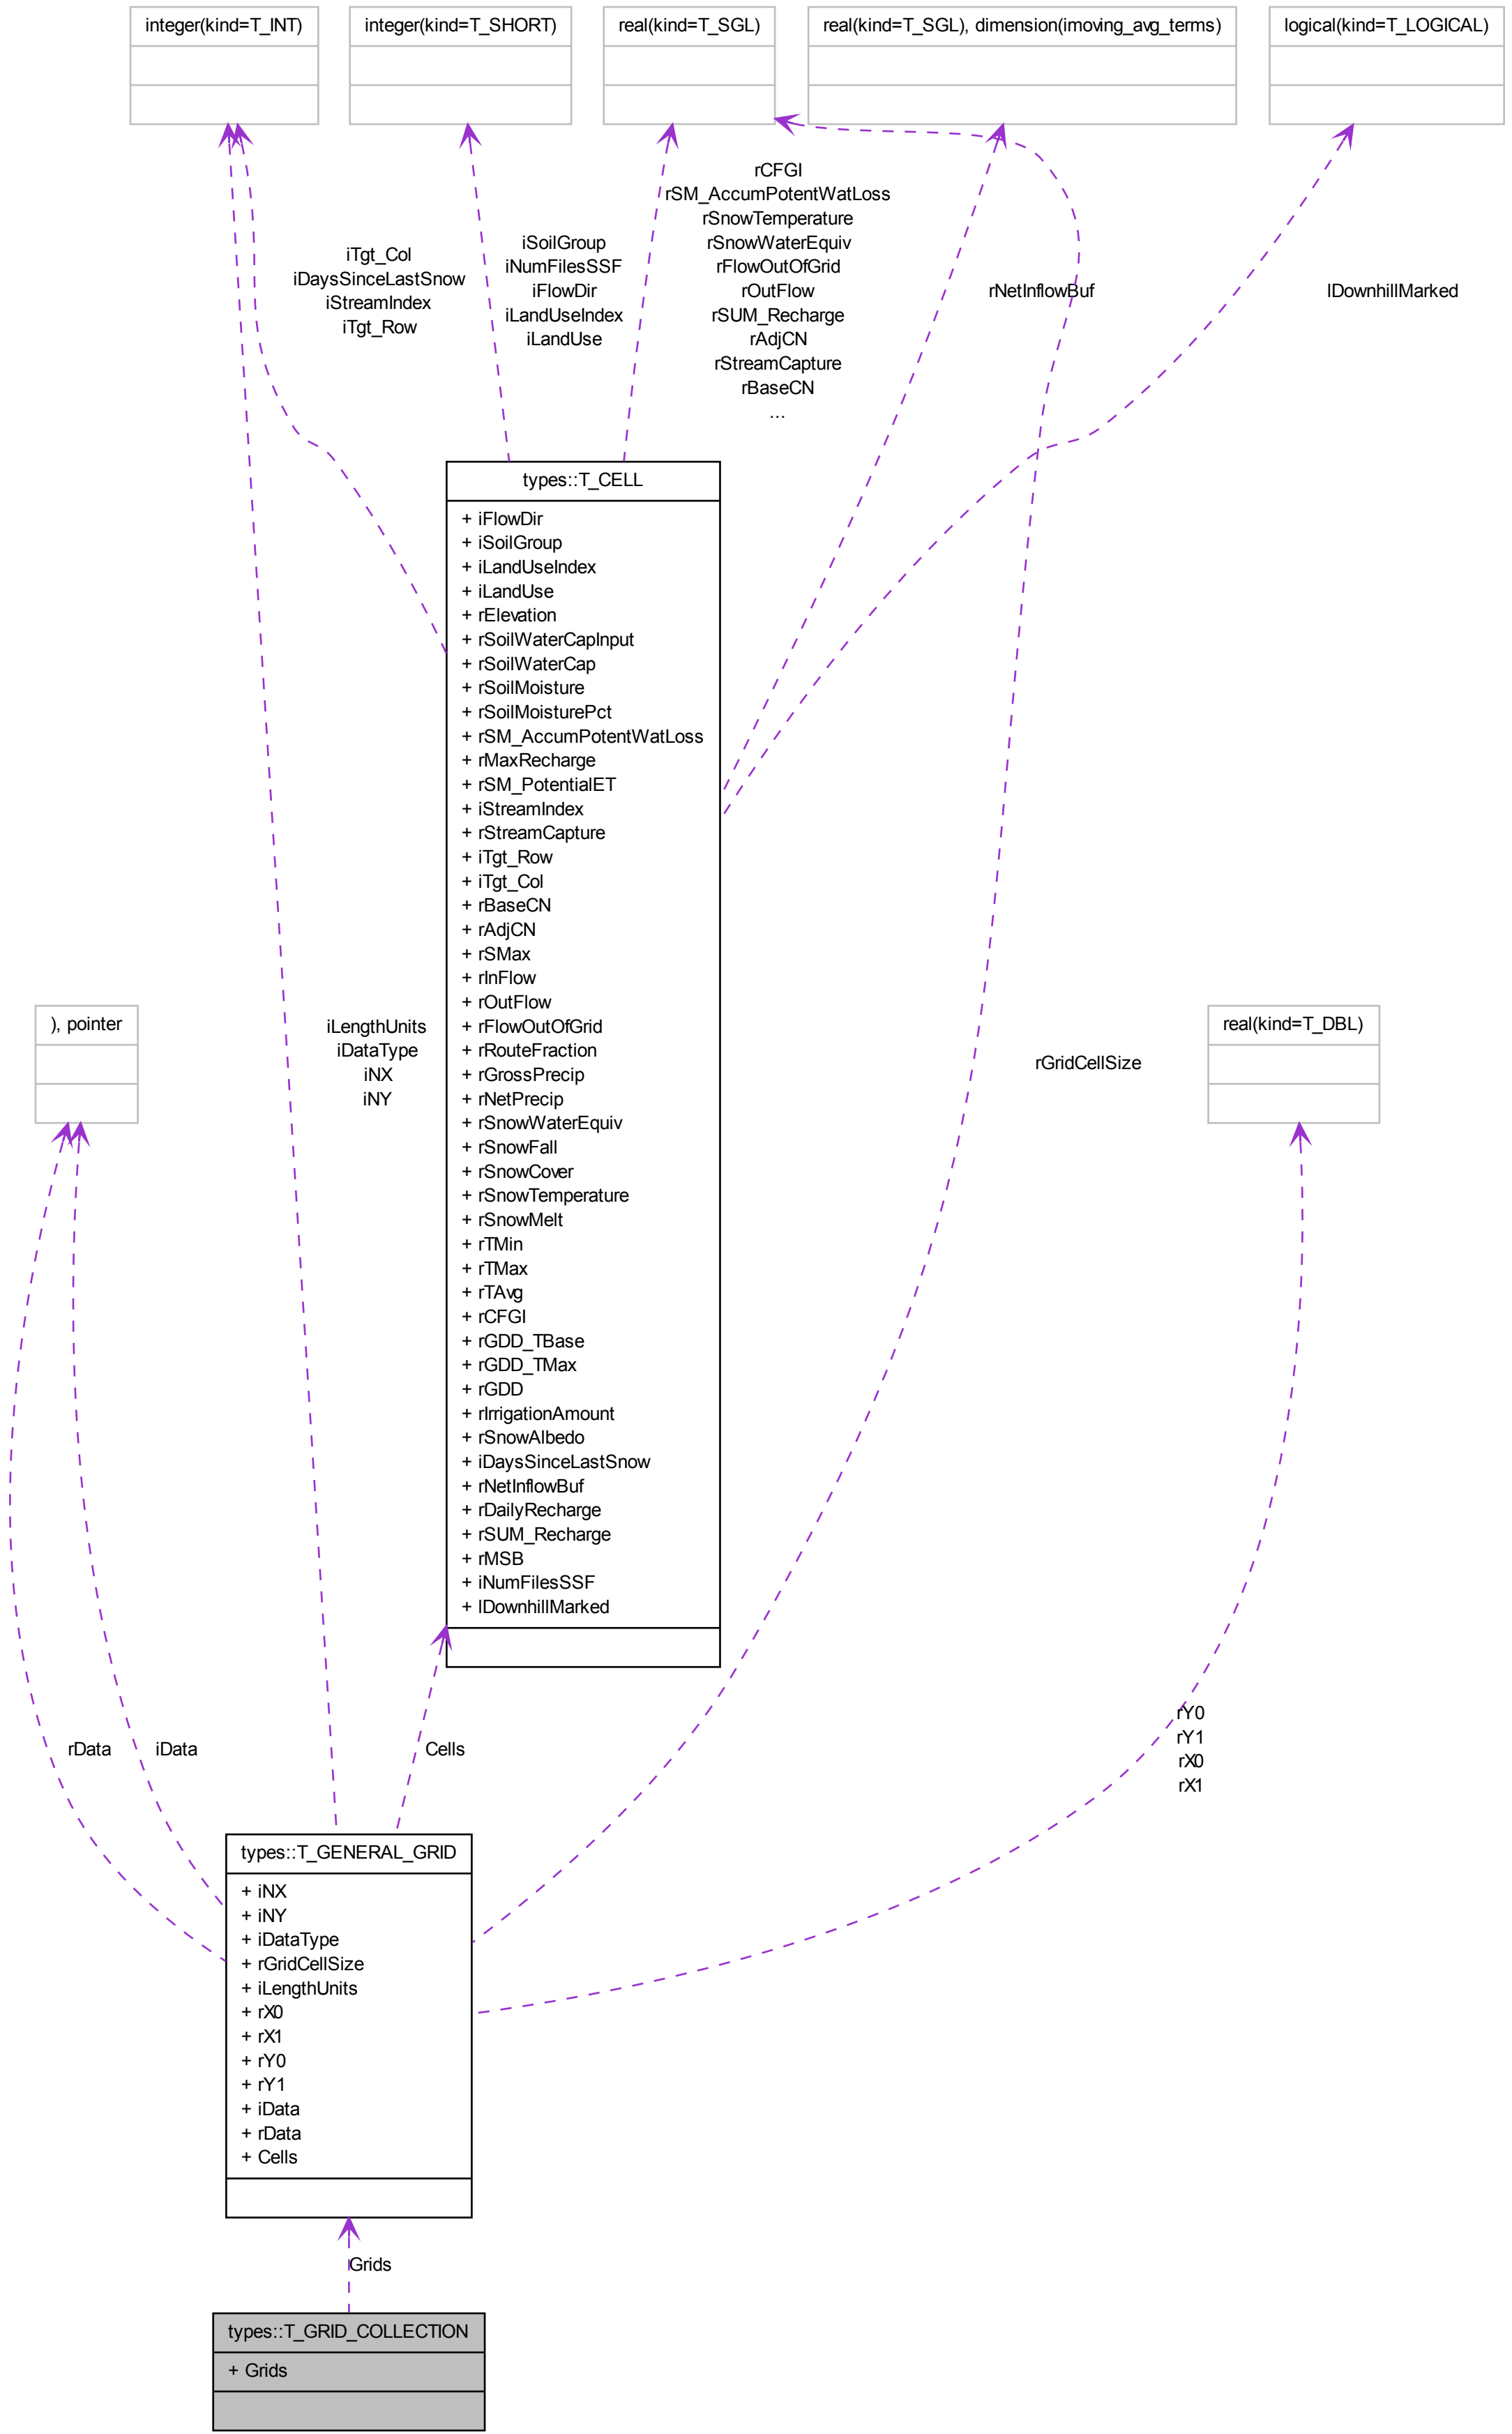 integer(kind=T_INT)
integer(kind=T_SHORT)
real(kind=T_SGL)
real(kind=T_SGL), dimension(imoving_avg_terms)
logical(kind=T_LOGICAL)
iTgt_Col
iDaysSinceLastSnow
iStreamIndex
iTgt_Row
iSoilGroup
iNumFilesSSF
iFlowDir
iLandUseIndex
iLandUse
rCFGI
rSM_AccumPotentWatLoss
rSnowTemperature
rSnowWaterEquiv
rFlowOutOfGrid
rOutFlow
rSUM_Recharge
rAdjCN
rStreamCapture
rBaseCN
...
rNetInflowBuf
lDownhillMarked
types::T_CELL
+ iFlowDir
+ iSoilGroup
+ iLandUseIndex
+ iLandUse
+ rElevation
+ rSoilWaterCapInput
+ rSoilWaterCap
+ rSoilMoisture
+ rSoilMoisturePct
+ rSM_AccumPotentWatLoss
+ rMaxRecharge
+ rSM_PotentialET
+ iStreamIndex
+ rStreamCapture
+ iTgt_Row
+ iTgt_Col
+ rBaseCN
+ rAdjCN
+ rSMax
+ rInFlow
+ rOutFlow
+ rFlowOutOfGrid
+ rRouteFraction
+ rGrossPrecip
+ rNetPrecip
+ rSnowWaterEquiv
+ rSnowFall
+ rSnowCover
+ rSnowTemperature
+ rSnowMelt
+ rTMin
+ rTMax
+ rTAvg
+ rCFGI
+ rGDD_TBase
+ rGDD_TMax
+ rGDD
+ rIrrigationAmount
+ rSnowAlbedo
+ iDaysSinceLastSnow
+ rNetInflowBuf
+ rDailyRecharge
+ rSUM_Recharge
+ rMSB
+ iNumFilesSSF
+ lDownhillMarked
), pointer
iLengthUnits
iDataType
iNX
iNY
rGridCellSize
real(kind=T_DBL)
rData
iData
Cells
rY0
rY1
rX0
rX1
types::T_GENERAL_GRID
+ iNX
+ iNY
+ iDataType
+ rGridCellSize
+ iLengthUnits
+ rX0
+ rX1
+ rY0
+ rY1
+ iData
+ rData
+ Cells
Grids
types::T_GRID_COLLECTION
+ Grids